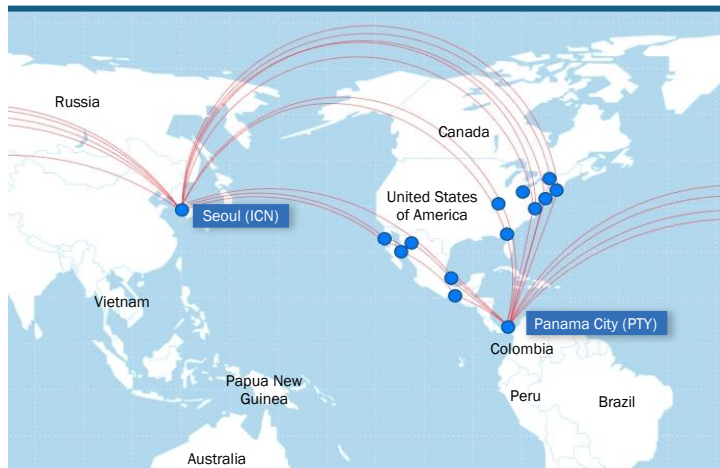 Russia
Canada
United States
of America
Seoul (ICN)
Vietnam
Panama City (PTY)
Colombia
Papua New
Guinea
Peru
Brazil
Australia